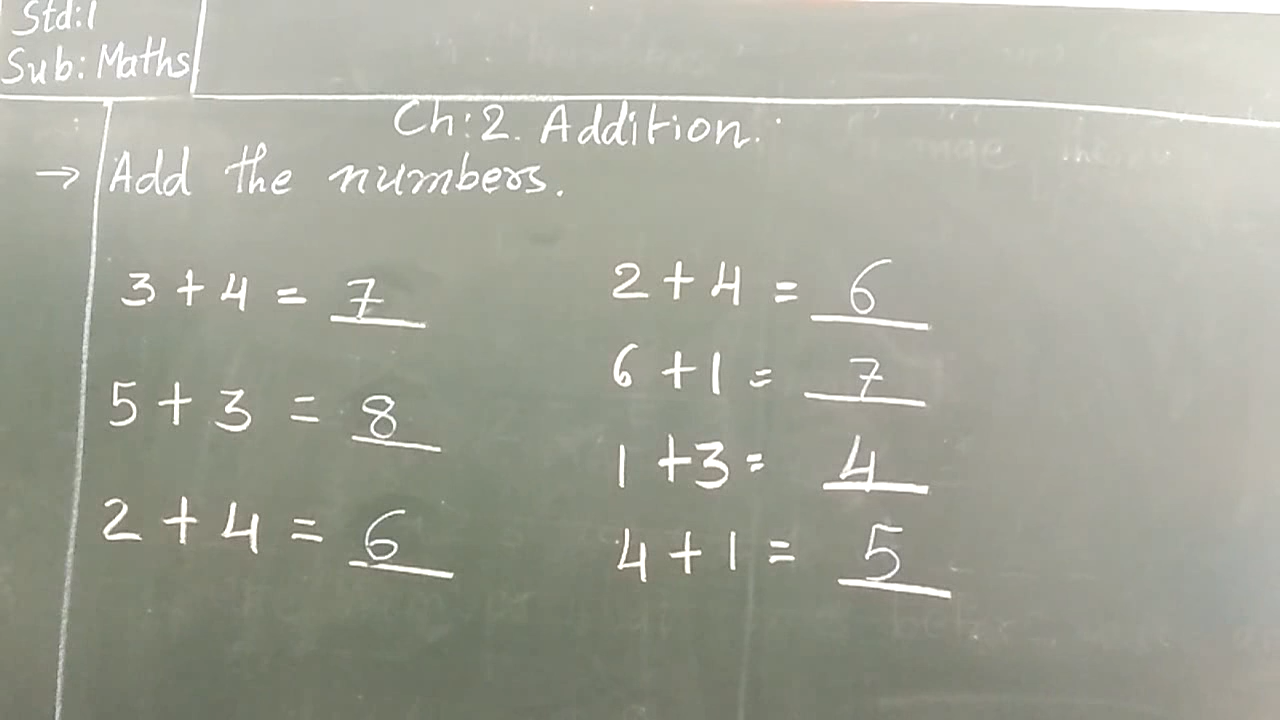 Std:1
Sub: Maths
Ch:2. Addition.
→ Add the numbers.
3 + 4 = 7
5 + 3 = 8
2 + 4 = 6
2 + 4 = 6
6 + 1 = 7
1 + 3 = 4
4 + 1 = 5